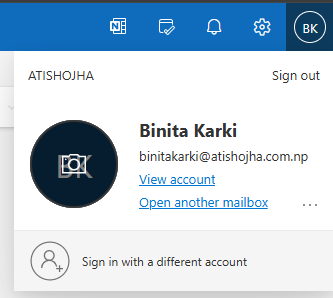 BK
ATISHOJHA Sign out
BK
Binita Karki
binitakarki@atishojha.com.np
View account
Open another mailbox ...
Sign in with a different account